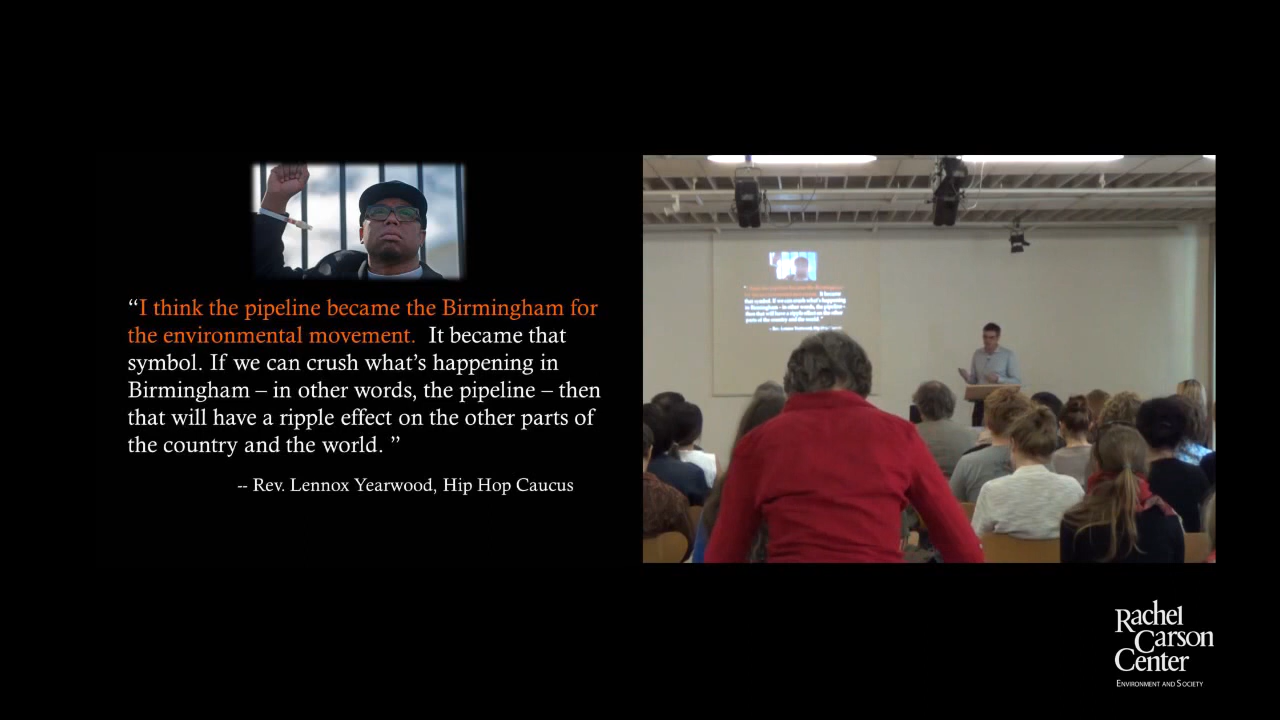 “I think the pipeline became the Birmingham for
the environmental movement. It became that
symbol. If we can crush what’s happening in
Birmingham – in other words, the pipeline – then
that will have a ripple effect on the other parts of
the country and the world. ”
-- Rev. Lennox Yearwood, Hip Hop Caucus
Rachel
Carson
Center
ENVIRONMENT AND SOCIETY